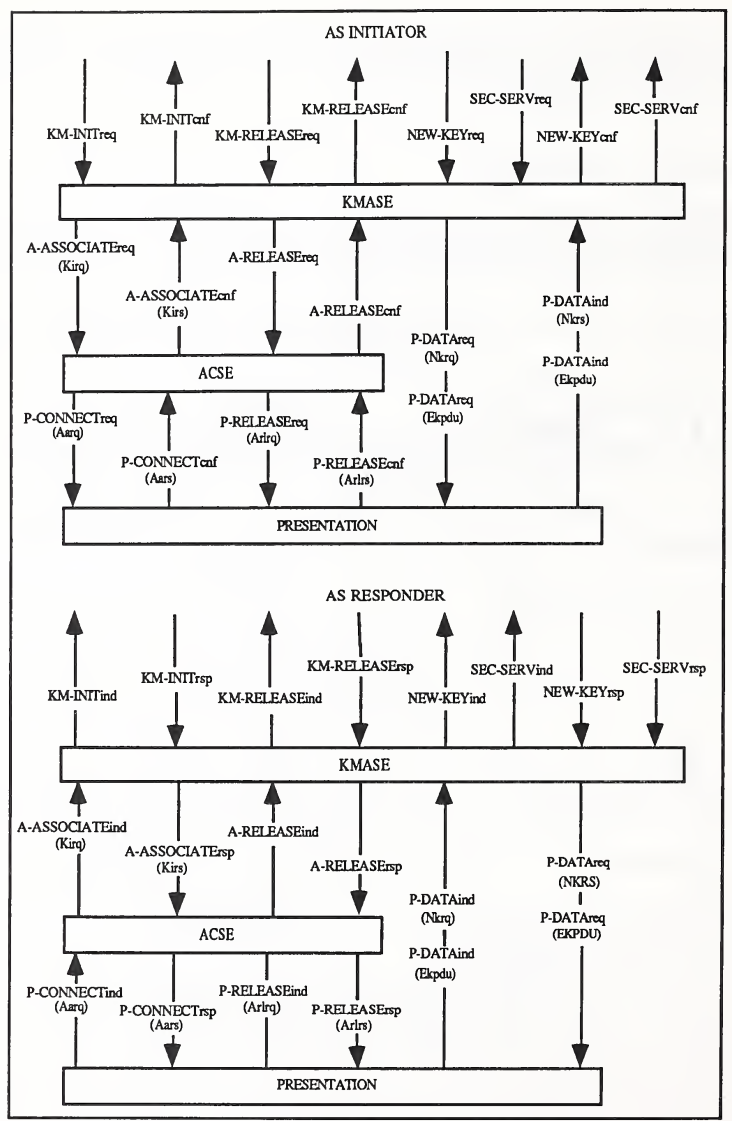 AS INITIATOR
KM-INITreq
KM-INITcnf
KM-RELEASEreq
KM-RELEASEcnf
NEW-KEYreq
SEC-SERVreq
NEW-KEYcnf
SEC-SERVcnf
KMASE
A-ASSOCIATEreq
(Kirq)
A-ASSOCIATEcnf
(Kirs)
A-RELEASEreq
A-RELEASEcnf
P-DATAreq
(Nkrq)
P-DATAreq
(Ekpdu)
P-DATAind
(Nkrs)
P-DATAind
(Ekpdu)
ACSE
P-CONNECTreq
(Aarq)
P-CONNECTcnf
(Aars)
P-RELEASEreq
(Arlrq)
P-RELEASEcnf
(Arlrs)
PRESENTATION
AS RESPONDER
KM-INITind
KM-INITrsp
KM-RELEASEind
KM-RELEASErsp
NEW-KEYind
SEC-SERVind
NEW-KEYrsp
SEC-SERVrsp
KMASE
A-ASSOCIATEind
(Kirq)
A-ASSOCIATErsp
(Kirs)
A-RELEASEind
A-RELEASErsp
P-DATAind
(Nkrq)
P-DATAind
(Ekpdu)
P-DATAreq
(NKRS)
P-DATAreq
(EKPDU)
ACSE
P-CONNECTind
(Aarq)
P-CONNECTrsp
(Aars)
P-RELEASEind
(Arlrq)
P-RELEASErsp
(Arlrs)
PRESENTATION